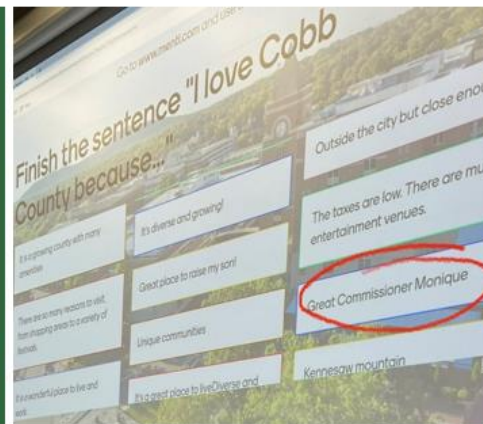 Go to www.menti.com and use
Finish the sentence "I love Cobb
County because..."
It is a growing county with many
amenities
There are so many reasons to visit,
from shopping areas to a variety of
festivals.
It is a wonderful place to live and
work.
It's diverse and growing!
Great place to raise my son!
Unique communities
It's a great place to liveDiverse and
Outside the city but close eno
The taxes are low. There are mu
entertainment venues.
Great Commissioner Monique
Kennesaw mountain